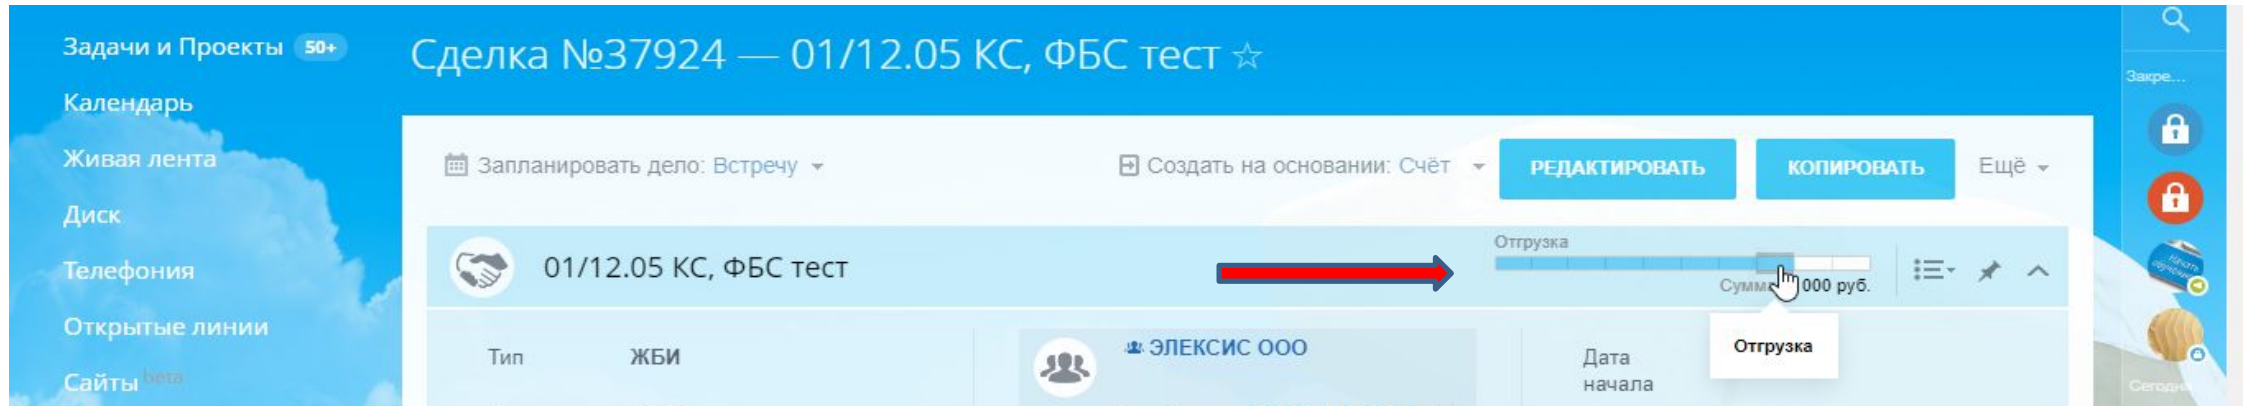 Задачи и Проекты 50+
Календарь
Живая лента
Диск
Телефония
Открытые линии
Сайты beta
Сделка №37924 — 01/12.05 КС, ФБС тест
Запланировать дело: Встречу
Создать на основании: Счёт
РЕДАКТИРОВАТЬ
КОПИРОВАТЬ
Ещё
01/12.05 КС, ФБС тест
Отгрузка
000 руб.
Отгрузка
Тип ЖБИ
ЭЛЕКСИС ООО
Дата
начала
Закре...
Начать